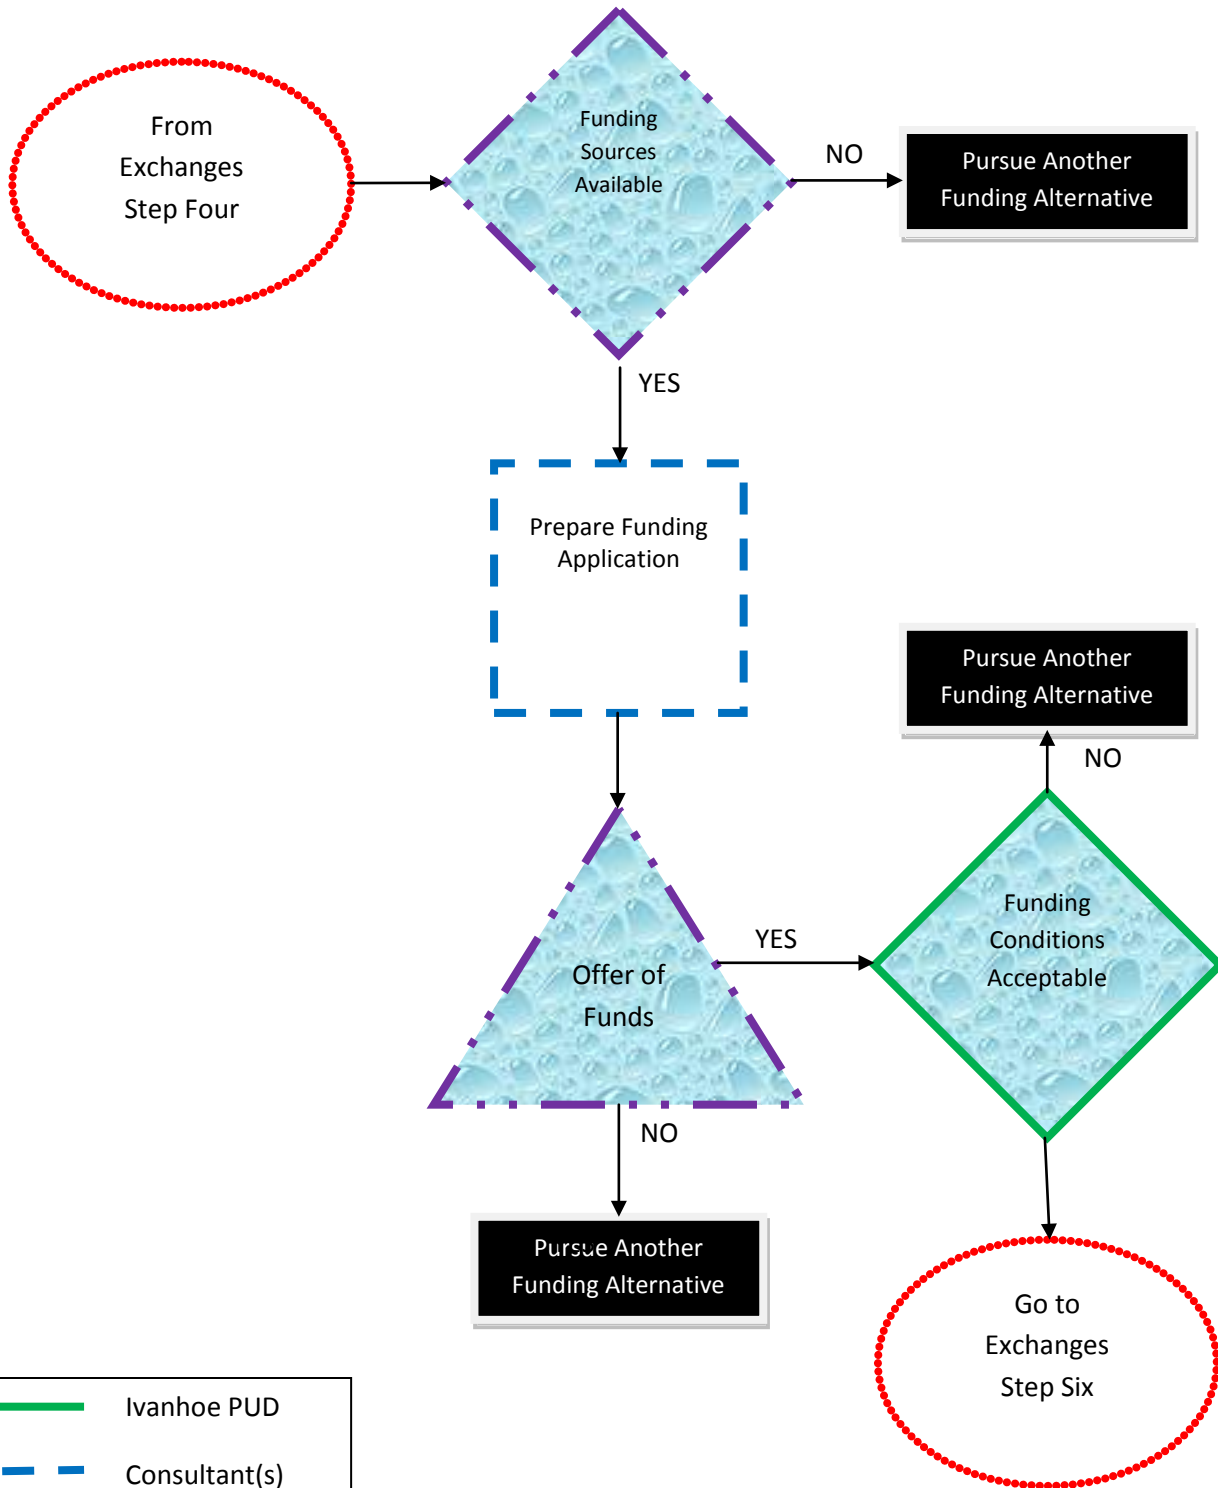 From
Exchanges
Step Four
Funding
Sources
Available
NO
Pursue Another
Funding Alternative
YES
Prepare Funding
Application
Pursue Another
Funding Alternative
NO
Funding
Conditions
Acceptable
YES
Offer of
Funds
NO
Pursue Another
Funding Alternative
Go to
Exchanges
Step Six
Ivanhoe PUD
Consultant(s)